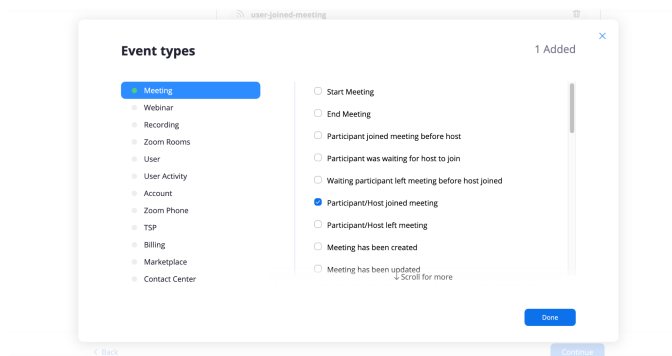 user-joined-meeting
Event types
1 Added
Meeting
Webinar
Recording
Zoom Rooms
User
User Activity
Account
Zoom Phone
TSP
Billing
Marketplace
Contact Center
Start Meeting
End Meeting
Participant joined meeting before host
Participant was waiting for host to join
Waiting participant left meeting before host joined
Participant/Host joined meeting
Participant/Host left meeting
Meeting has been created
Meeting has been updated
↓ Scroll for more
Done
< Back
Continue